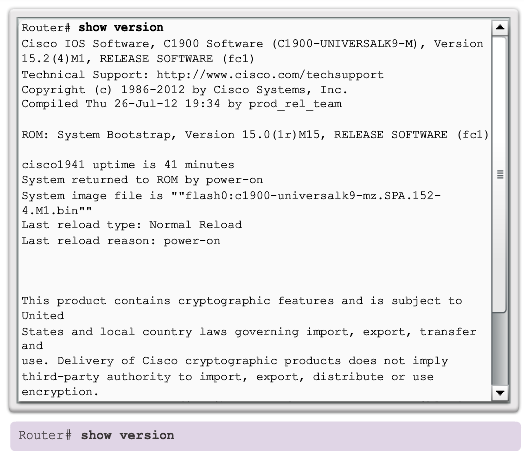 Router# show version
Cisco IOS Software, C1900 Software (C1900-UNIVERSALK9-M), Version
15.2(4)M1, RELEASE SOFTWARE (fc1)
Technical Support: http://www.cisco.com/techsupport
Copyright (c) 1986-2012 by Cisco Systems, Inc.
Compiled Thu 26-Jul-12 19:34 by prod_rel_team
ROM: System Bootstrap, Version 15.0(1r)M15, RELEASE SOFTWARE (fc1)
cisco1941 uptime is 41 minutes
System returned to ROM by power-on
System image file is ""flash0:c1900-universalk9-mz.SPA.152-
4.M1.bin""
Last reload type: Normal Reload
Last reload reason: power-on
This product contains cryptographic features and is subject to
United
States and local country laws governing import, export, transfer
and
use. Delivery of Cisco cryptographic products does not imply
third-party authority to import, export, distribute or use
encryption.
Router# show version